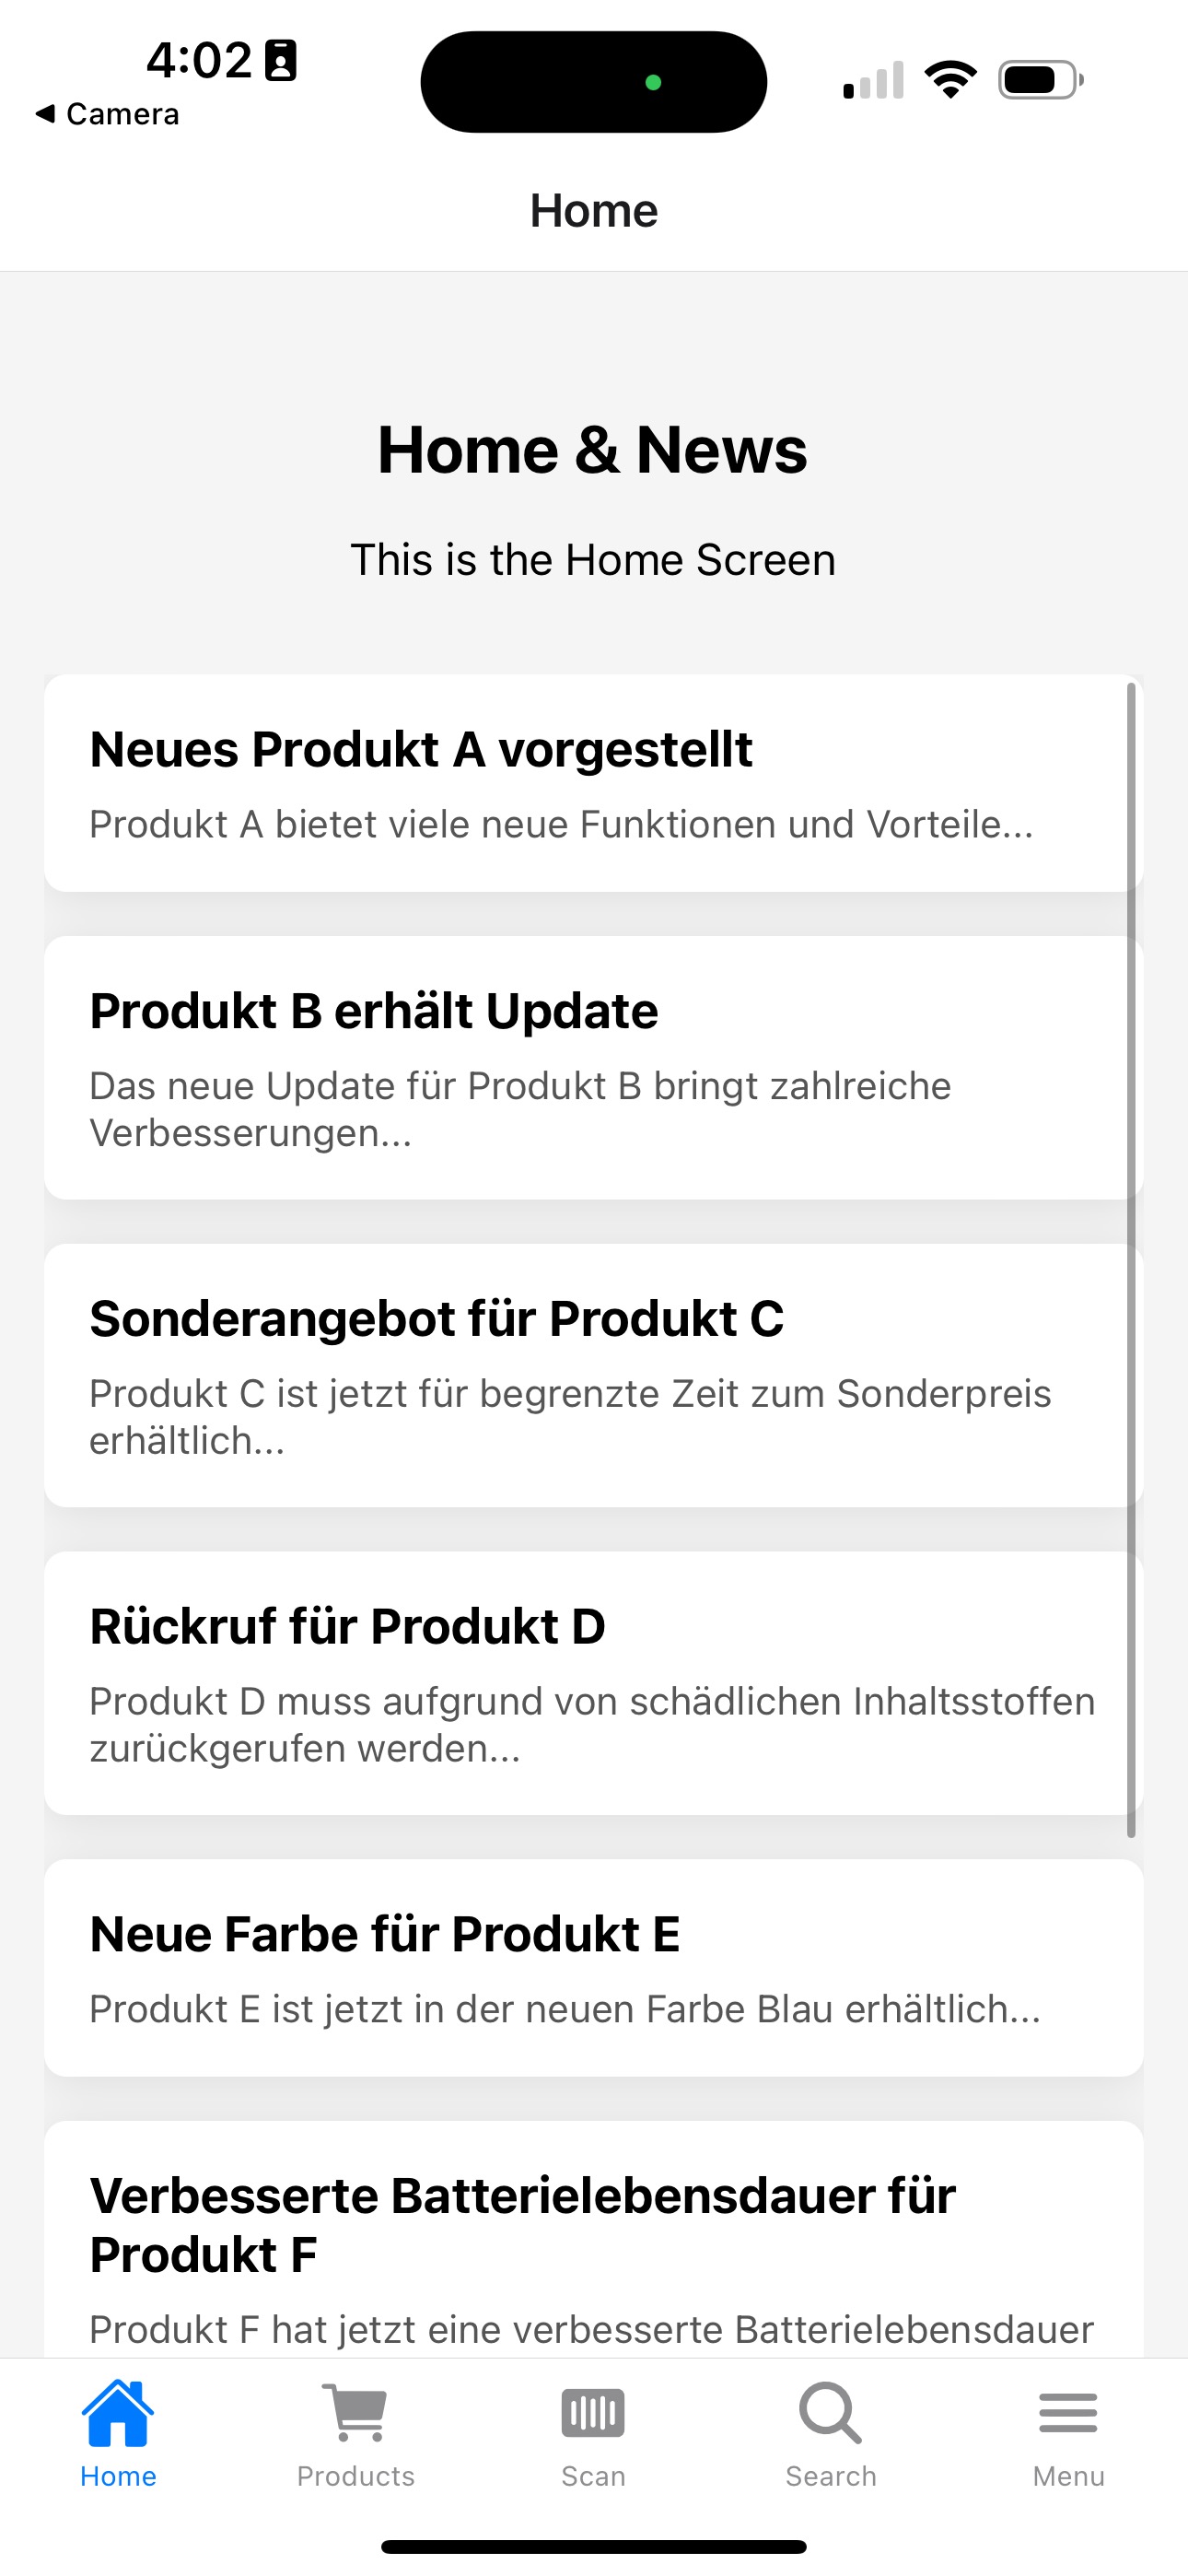 4:02
◀ Camera
Home
Home & News
This is the Home Screen
Neues Produkt A vorgestellt
Produkt A bietet viele neue Funktionen und Vorteile...
Produkt B erhält Update
Das neue Update für Produkt B bringt zahlreiche
Verbesserungen...
Sonderangebot für Produkt C
Produkt C ist jetzt für begrenzte Zeit zum Sonderpreis
erhältlich...
Rückruf für Produkt D
Produkt D muss aufgrund von schädlichen Inhaltsstoffen
zurückgerufen werden...
Neue Farbe für Produkt E
Produkt E ist jetzt in der neuen Farbe Blau erhältlich...
Verbesserte Batterielebensdauer für
Produkt F
Produkt F hat jetzt eine verbesserte Batterielebensdauer
Home Products Scan Search Menu